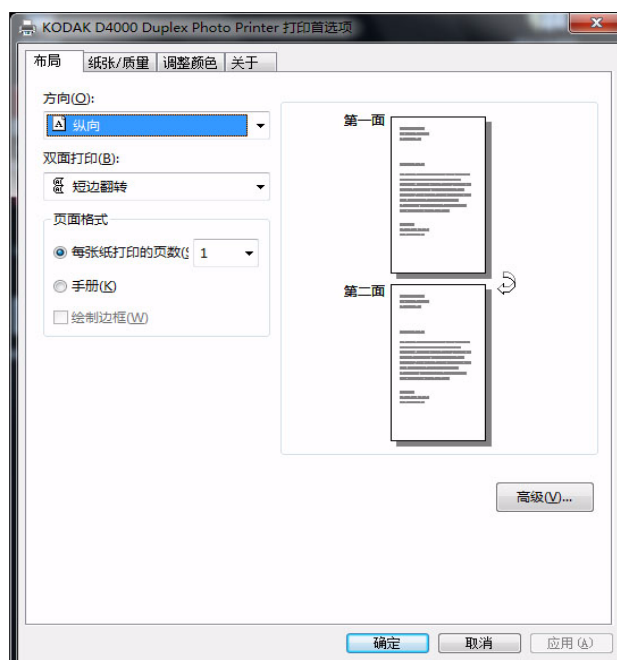 KODAK D4000 Duplex Photo Printer 打印首选项
布局 纸张/质量 调整颜色 关于
方向(O):
纵向
双面打印(B):
短边翻转
页面格式
每张纸打印的页数(S 1
手册(K)
绘制边框(W)
第一面
第二面
高级(V)...
确定 取消 应用(A)